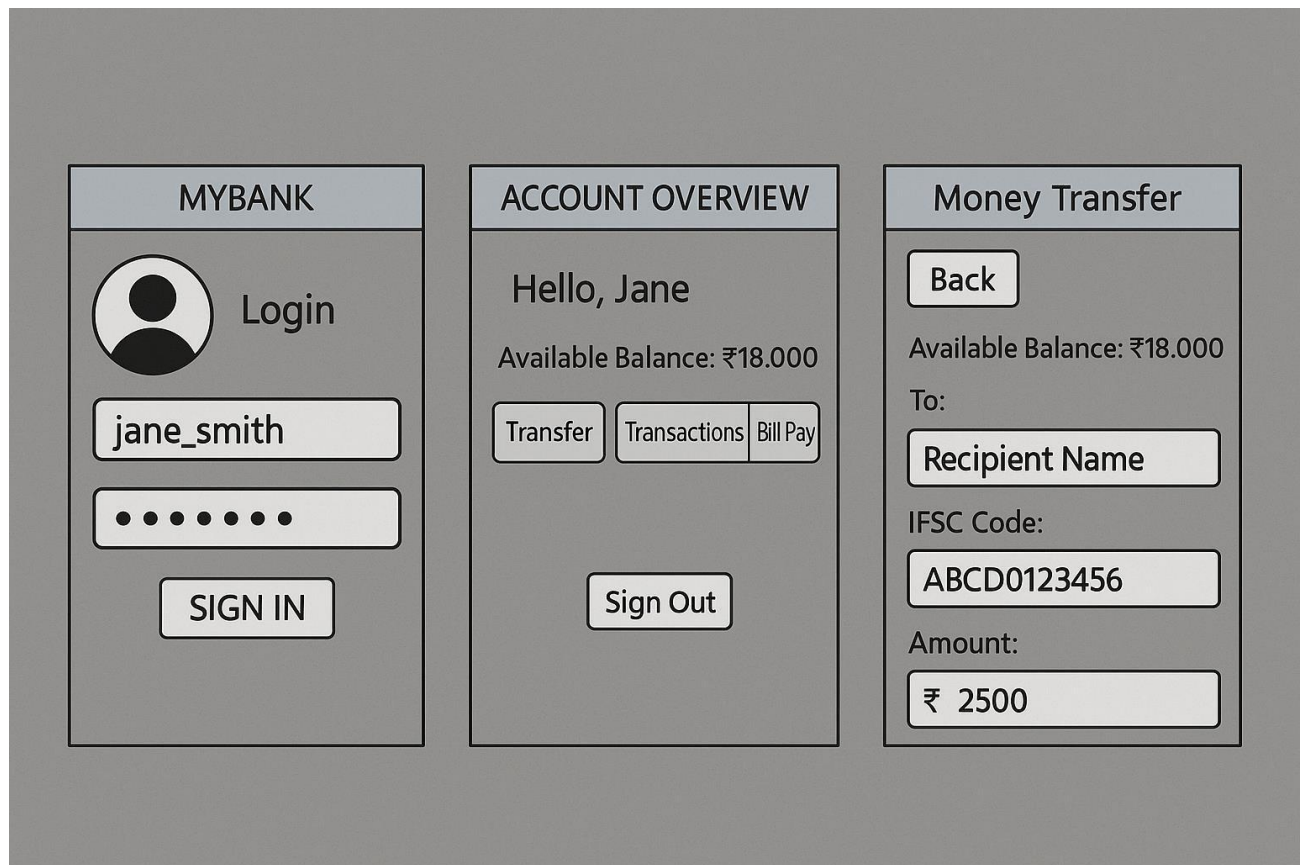 MYBANK
Login
jane_smith
•••••••
SIGN IN
ACCOUNT OVERVIEW
Hello, Jane
Available Balance: ₹18.000
Transfer
Transactions
Bill Pay
Sign Out
Money Transfer
Back
Available Balance: ₹18.000
To:
Recipient Name
IFSC Code:
ABCD0123456
Amount:
₹ 2500